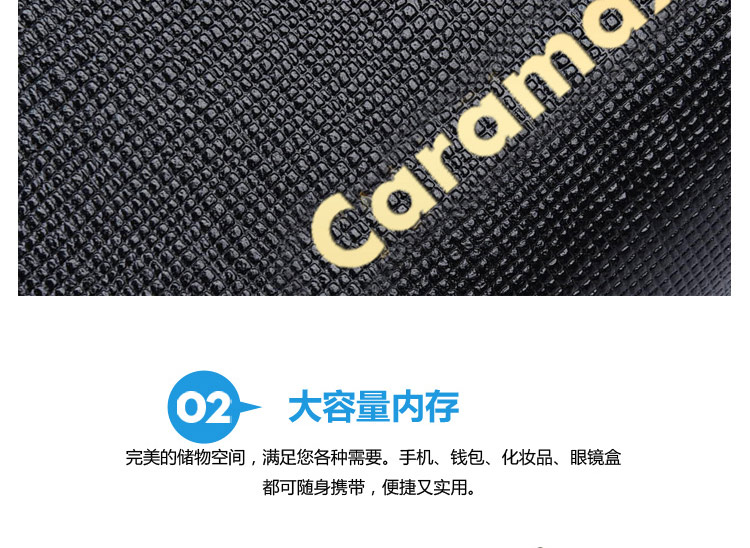 Carama
02
大容量内存
完美的储物空间，满足您各种需要。手机、钱包、化妆品、眼镜盒
都可随身携带，便捷又实用。